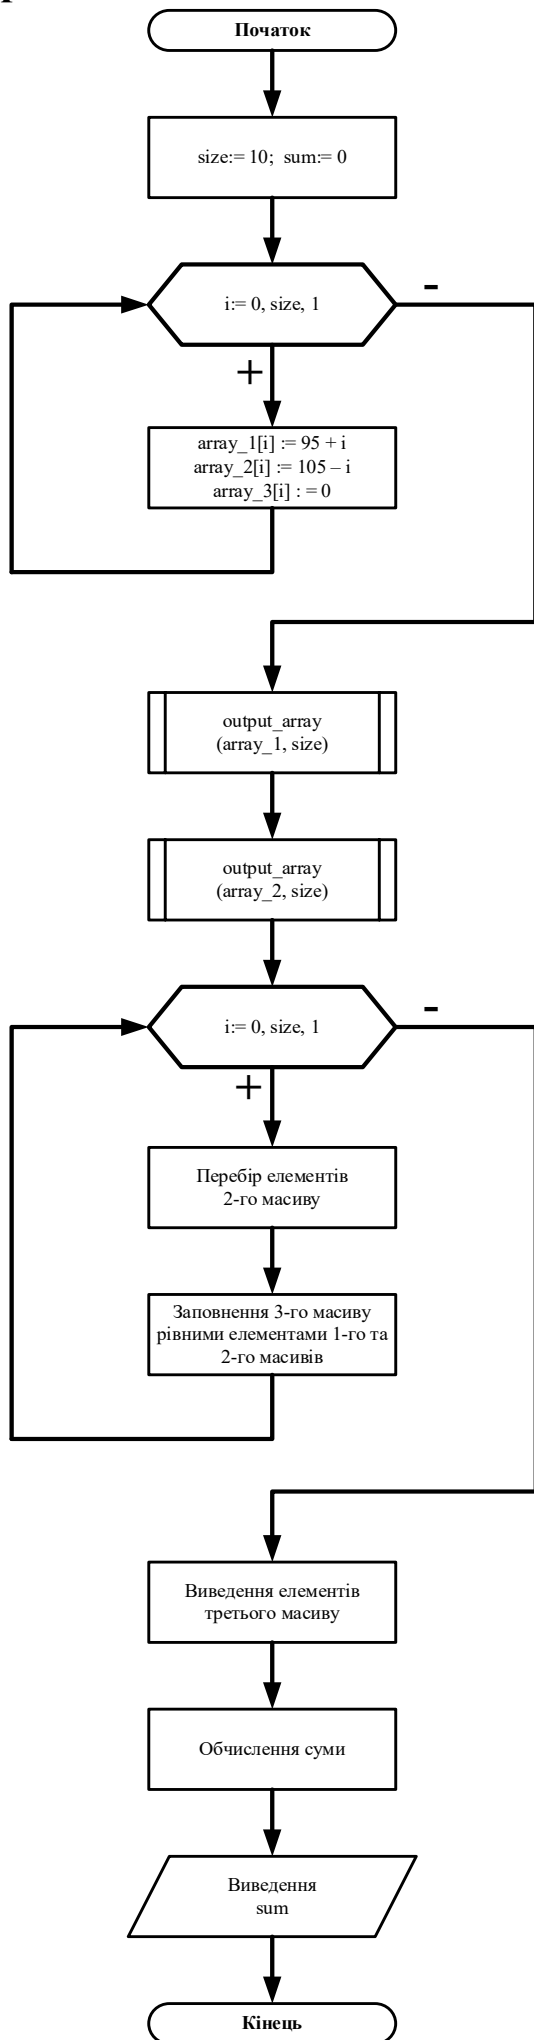 Початок
size:= 10;  sum:= 0
i:= 0, size, 1
-
+
array_1[i] := 95 + i
array_2[i] := 105 – i
array_3[i] : = 0
output_array
(array_1, size)
output_array
(array_2, size)
i:= 0, size, 1
-
+
Перебір елементів
2-го масиву
Заповнення 3-го масиву
рівними елементами 1-го та
2-го масивів
Виведення елементів
третього масиву
Обчислення суми
Виведення
sum
Кінець